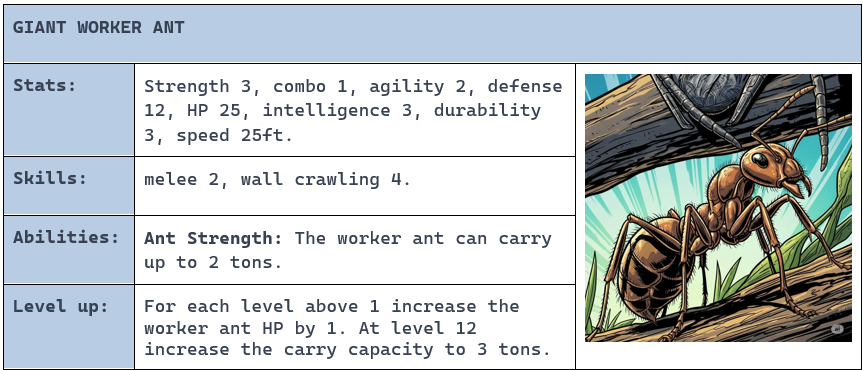 GIANT WORKER ANT
Stats:
Strength 3, combo 1, agility 2, defense
12, HP 25, intelligence 3, durability
3, speed 25ft.
Skills:
melee 2, wall crawling 4.
Abilities:
Ant Strength: The worker ant can carry
up to 2 tons.
Level up:
For each level above 1 increase the
worker ant HP by 1. At level 12
increase the carry capacity to 3 tons.